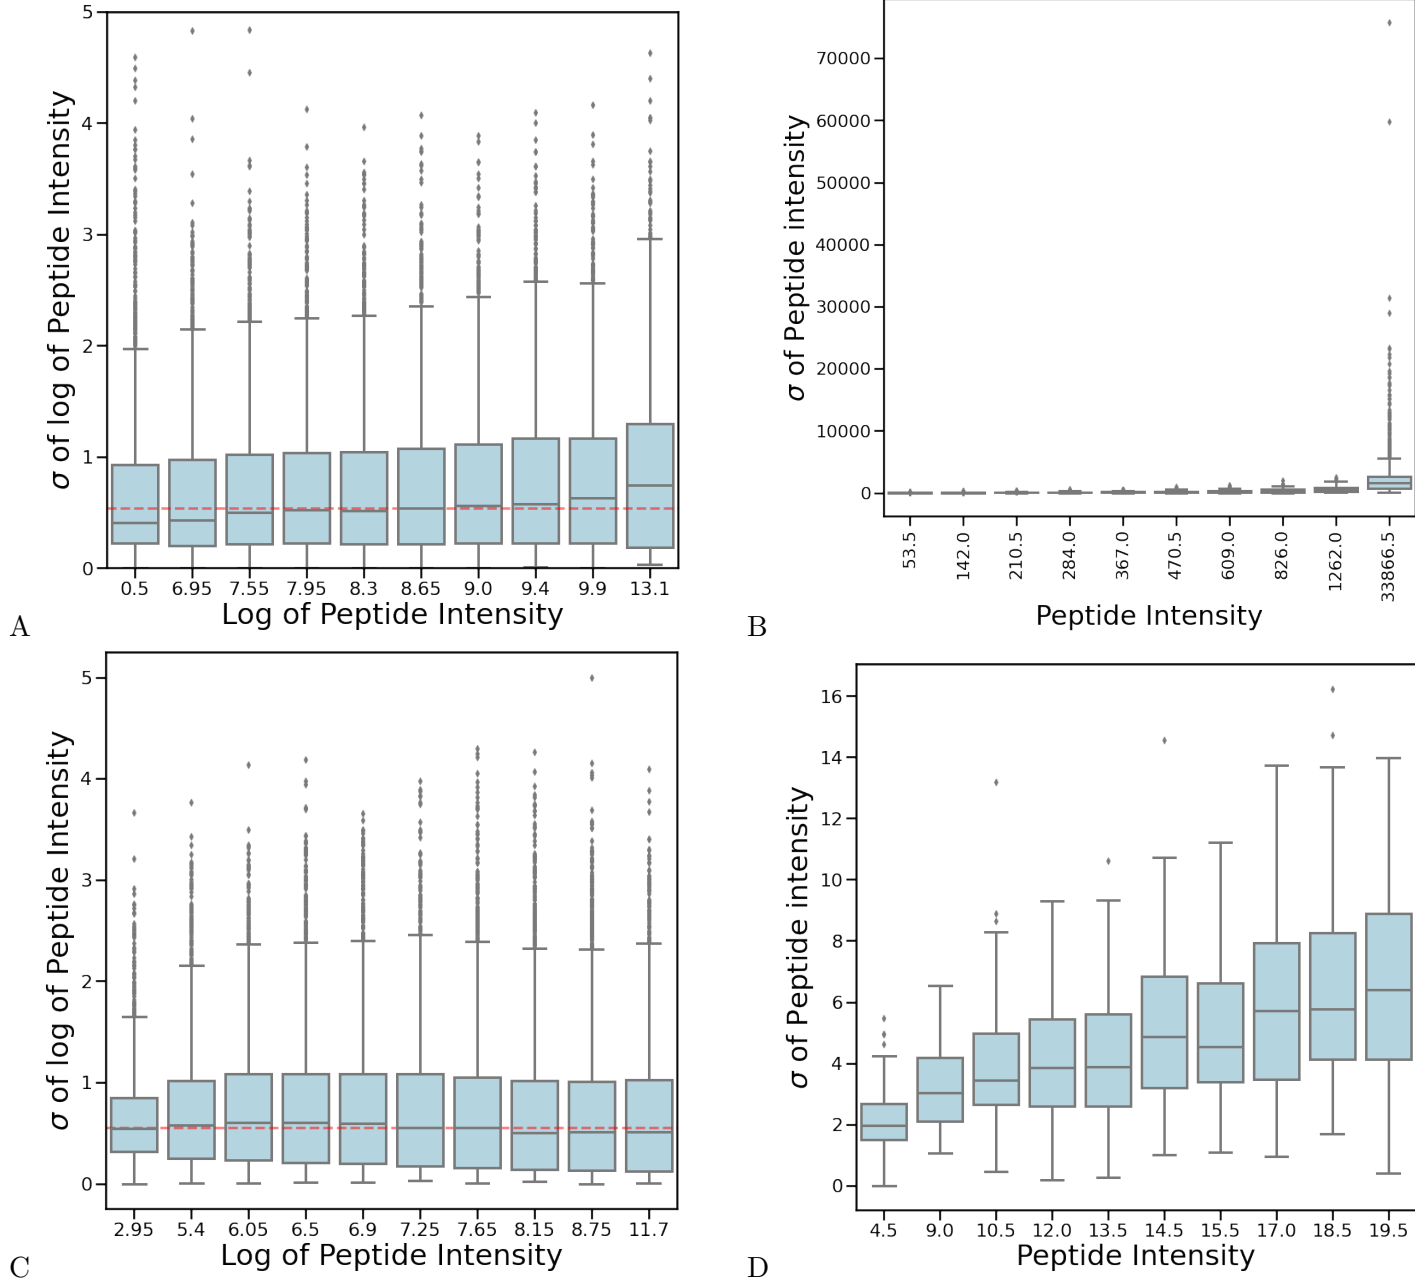 5
4
3
2
1
0
σ of log of Peptide Intensity
0.5 6.95 7.55 7.95 8.3 8.65 9.0 9.4 9.9 13.1
Log of Peptide Intensity
A
70000
60000
50000
40000
30000
20000
10000
0
σ of Peptide intensity
53.5 142.0 210.5 284.0 367.0 470.5 609.0 826.0 1262.0 33866.5
Peptide Intensity
B
5
4
3
2
1
0
σ of log of Peptide Intensity
2.95 5.4 6.05 6.5 6.9 7.25 7.65 8.15 8.75 11.7
Log of Peptide Intensity
C
16
14
12
10
8
6
4
2
0
σ of Peptide intensity
4.5 9.0 10.5 12.0 13.5 14.5 15.5 17.0 18.5 19.5
Peptide Intensity
D